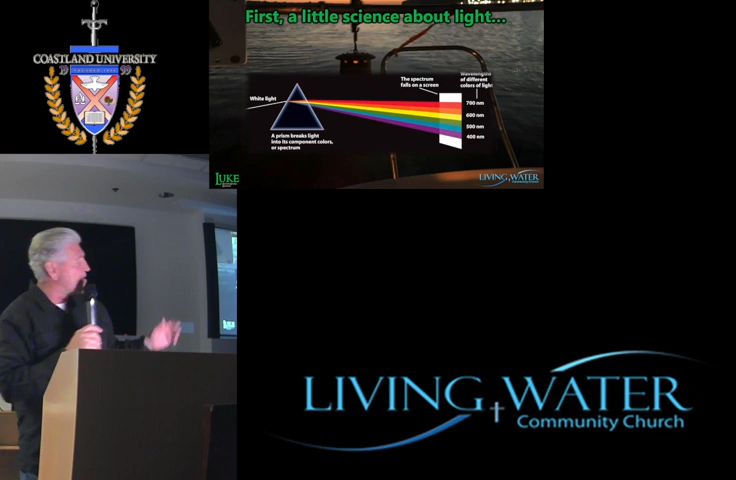 First, a little science about light...
COASTLAND UNIVERSITY
19 99
White light
The spectrum
falls on a screen
Wavelengths
of different
colors of light
700 nm
600 nm
500 nm
400 nm
A prism breaks light
into its component colors,
or spectrum
LUKE
LIVING WATER
Community Church
LIVING WATER
Community Church